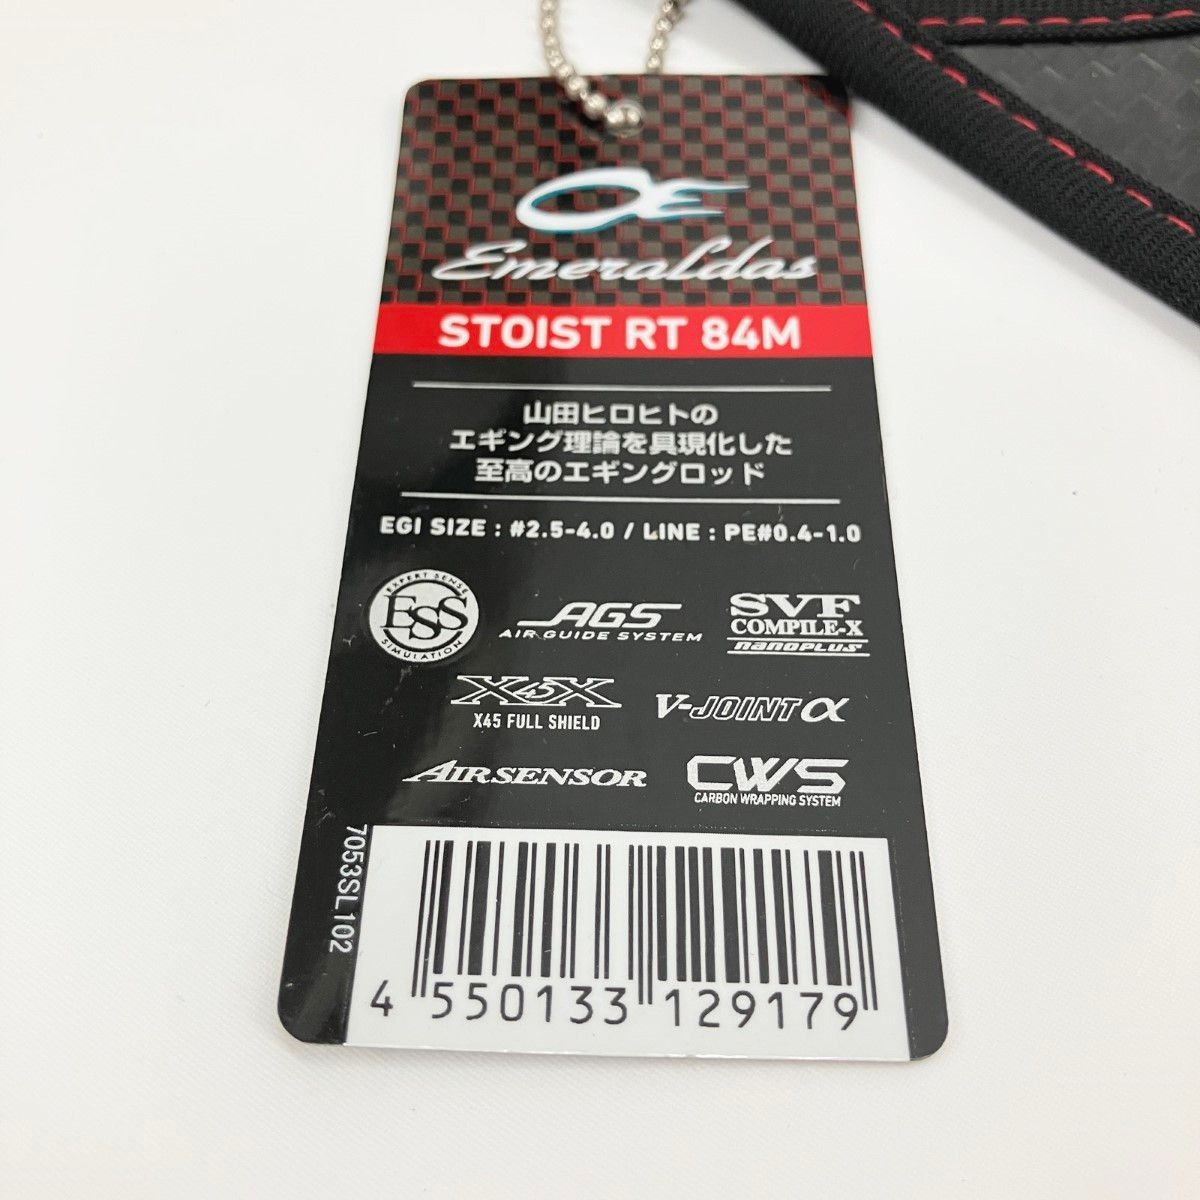 Emeraldas
STOIST RT 84M
山田ヒロヒトの
エギング理論を具現化した
至高のエギングロッド
EGI SIZE : #2.5-4.0 / LINE : PE#0.4-1.0
EXPERT SENSE
ESS
SIMULATION
AGS
AIR GUIDE SYSTEM
SVF
COMPILE-X
nanoplus
X45X
X45 FULL SHIELD
V-JOINT α
AIRSENSOR
CWS
CARBON WRAPPING SYSTEM
7053SL102
4 550133 129179